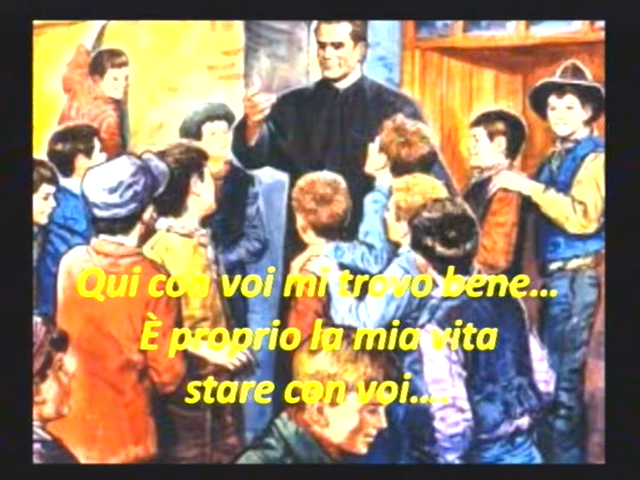 Qui con voi mi trovo bene...
È proprio la mia vita
stare con voi....